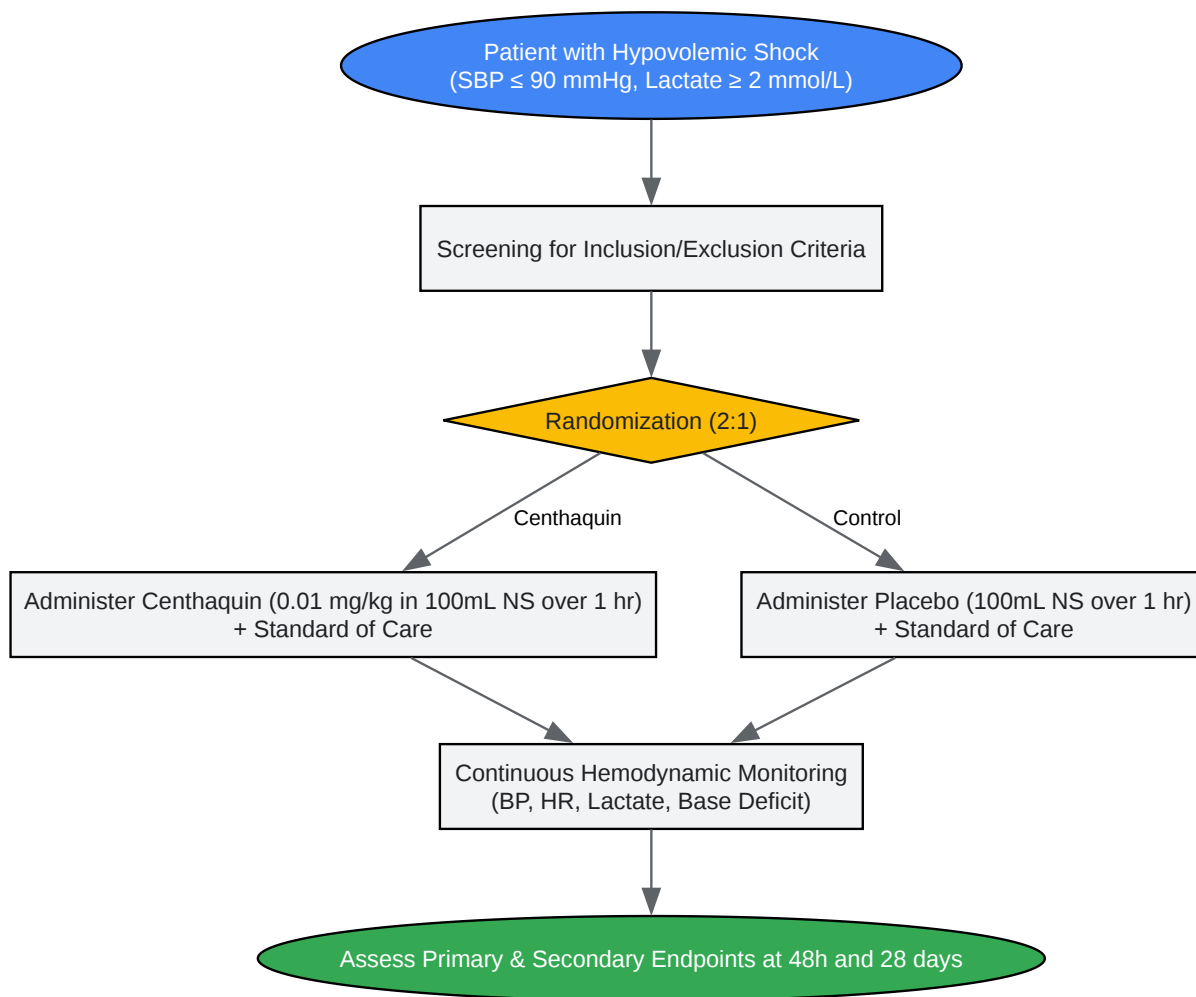 Patient with Hypovolemic Shock
(SBP ≤ 90 mmHg, Lactate ≥ 2 mmol/L)
Screening for Inclusion/Exclusion Criteria
Randomization (2:1)
Centhaquin
Control
Administer Centhaquin (0.01 mg/kg in 100mL NS over 1 hr)
+ Standard of Care
Administer Placebo (100mL NS over 1 hr)
+ Standard of Care
Continuous Hemodynamic Monitoring
(BP, HR, Lactate, Base Deficit)
Assess Primary & Secondary Endpoints at 48h and 28 days